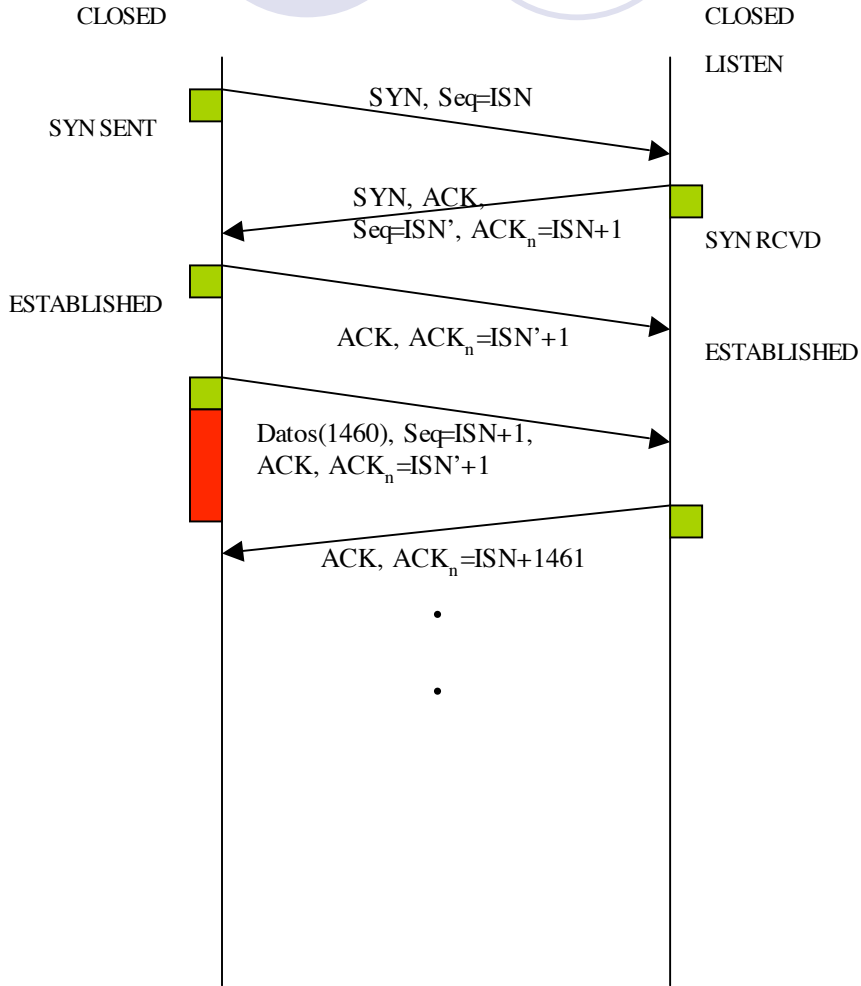 CLOSED
CLOSED
LISTEN
SYN, Seq=ISN
SYN SENT
SYN, ACK,
Seq=ISN’, ACKn=ISN+1
SYN RCVD
ESTABLISHED
ACK, ACKn=ISN’+1
ESTABLISHED
Datos(1460), Seq=ISN+1,
ACK, ACKn=ISN’+1
ACK, ACKn=ISN+1461